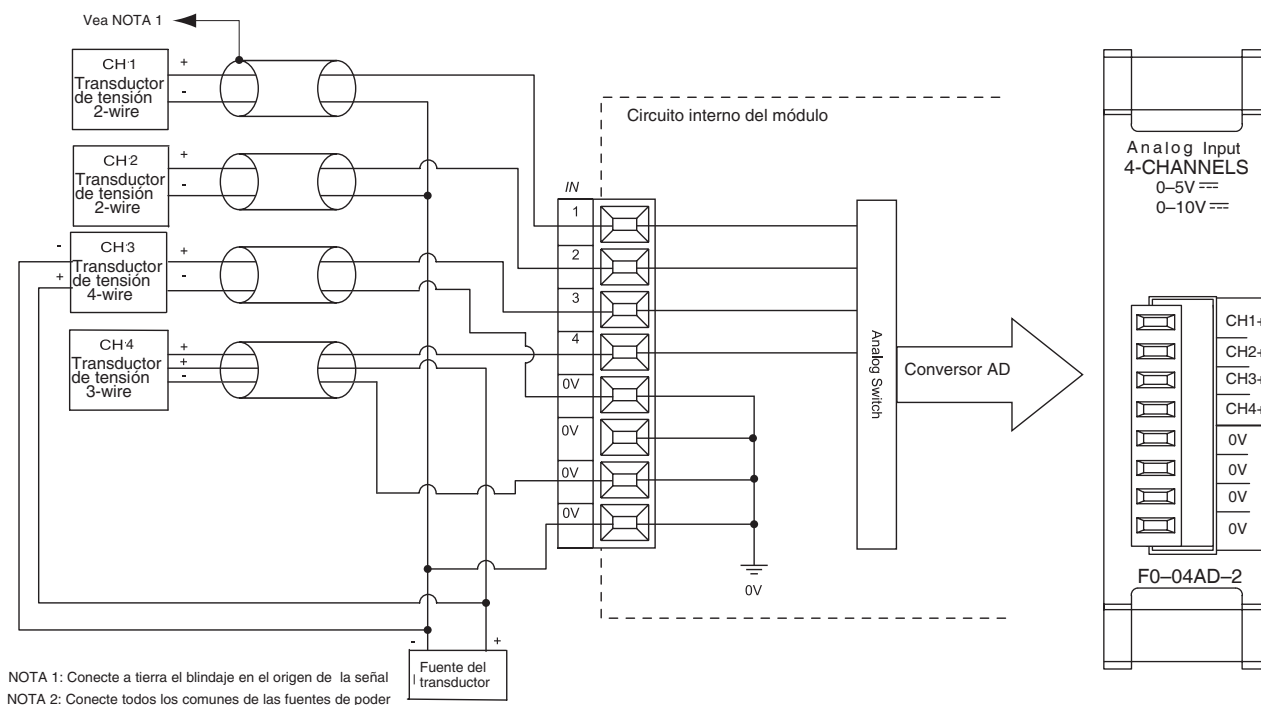 Vea NOTA 1
CH1
Transductor
de tensión
2-wire
+
-
CH2
Transductor
de tensión
2-wire
+
-
CH3
Transductor
de tensión
4-wire
-
+
+
-
CH4
Transductor
de tensión
3-wire
+
+
-
Circuito interno del módulo
IN
1
2
3
4
0V
0V
0V
0V
Analog Switch
Conversor AD
0V
-
+
Fuente del
transductor
NOTA 1: Conecte a tierra el blindaje en el origen de la señal
NOTA 2: Conecte todos los comunes de las fuentes de poder
Analog Input
4-CHANNELS
0–5V
0–10V
CH1+
CH2+
CH3+
CH4+
0V
0V
0V
0V
F0–04AD–2